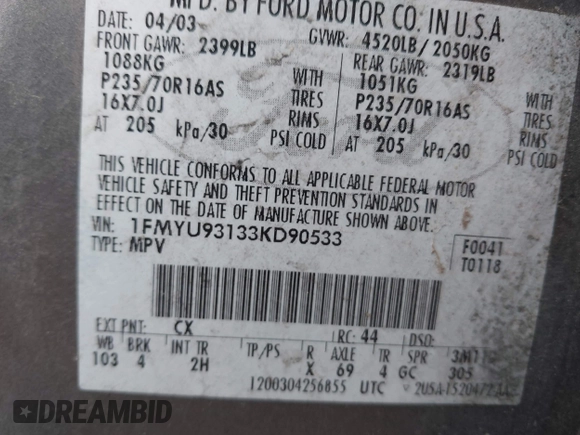 MFD. BY FORD MOTOR CO. IN U.S.A.
DATE: 04/03 GVWR: 4520LB/ 2050KG
FRONT GAWR: 2399LB REAR GAWR: 2319LB
1088KG WITH 1051KG WITH
P235/70R16AS TIRES P235/70R16AS TIRES
16X7.0J RIMS 16X7.0J RIMS
AT 205 kPa/30 PSI COLD AT 205 kPa/30 PSI COLD
THIS VEHICLE CONFORMS TO ALL APPLICABLE FEDERAL MOTOR
VEHICLE SAFETY AND THEFT PREVENTION STANDARDS IN
EFFECT ON THE DATE OF MANUFACTURE SHOWN ABOVE.
VIN: 1FMYU93133KD90533
TYPE: MPV
F0041
T0118
EXT PNT: CX RC: 44 DSO:
WB BRK INT TR TP/PS R AXLE TR SPR
103 4 2H X 69 4 GC 305
1200304256855 UTC
DREAMBID